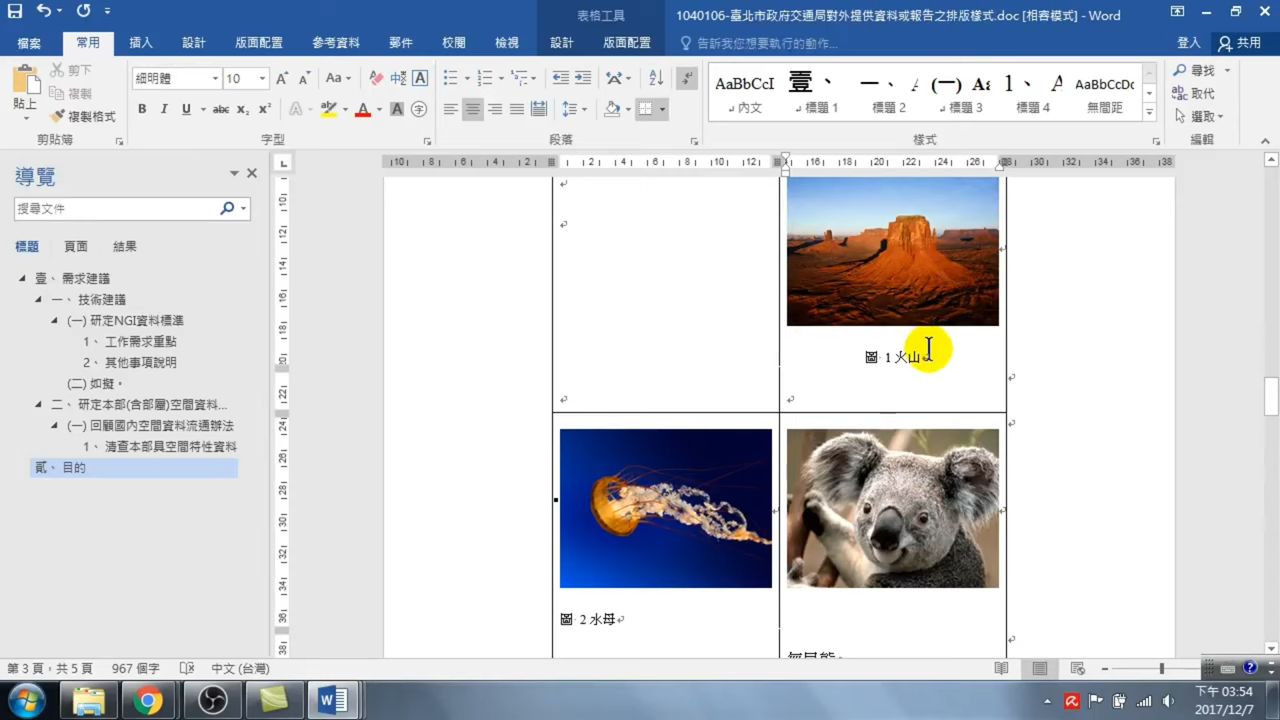 表格工具
1040106-臺北市政府交通局對外提供資料或報告之排版樣式.doc [相容模式] - Word
檔案 常用 插入 設計 版面配置 參考資料 郵件 校閱 檢視 設計 版面配置 告訴我您想要執行的動作... 登入 共用
貼上 剪下 複製 複製格式
細明體 10
AaBbCcI 壹、 一、 (一) 1、 AaBbCcDc
內文 標題 1 標題 2 標題 3 標題 4 無間距
尋找 取代 選取
剪貼簿 字型 段落 樣式 編輯
導覽
搜尋文件
標題 頁面 結果
壹、 需求建議
一、 技術建議
(一) 研定NGI資料標準
1、 工作需求重點
2、 其他事項說明
(二) 如擬。
二、 研定本部(含部屬)空間資料...
(一) 回顧國內空間資料流通辦法
1、 清查本部具空間特性資料
貳、 目的
圖 1 火山
圖 2 水母
第 3 頁，共 5 頁 967 個字 中文 (台灣)
下午 03:54
2017/12/7